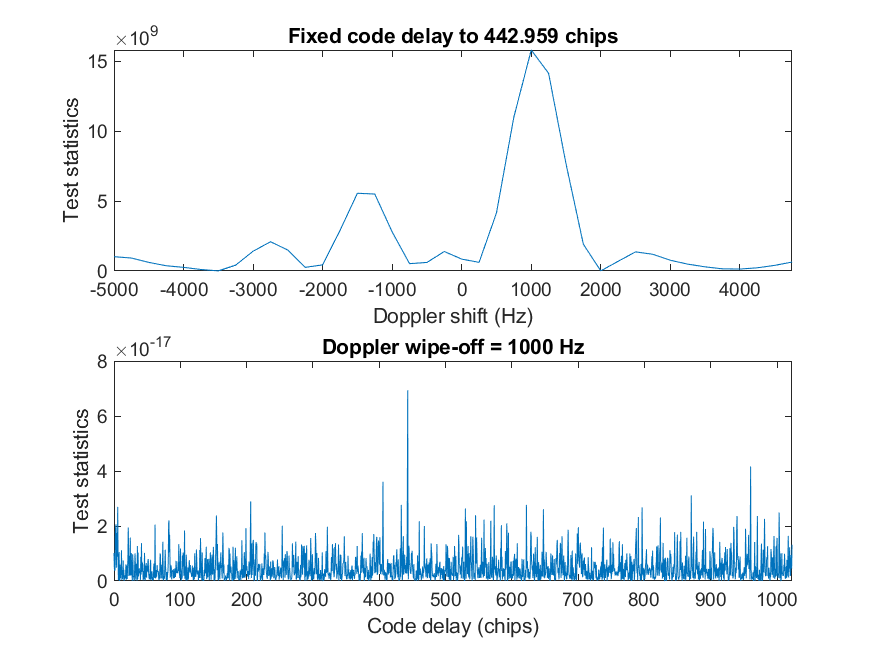 Fixed code delay to 442.959 chips
×10^9
15
10
5
0
Test statistics
-5000 -4000 -3000 -2000 -1000 0 1000 2000 3000 4000
Doppler shift (Hz)
Doppler wipe-off = 1000 Hz
×10^-17
8
6
4
2
0
Test statistics
0 100 200 300 400 500 600 700 800 900 1000
Code delay (chips)